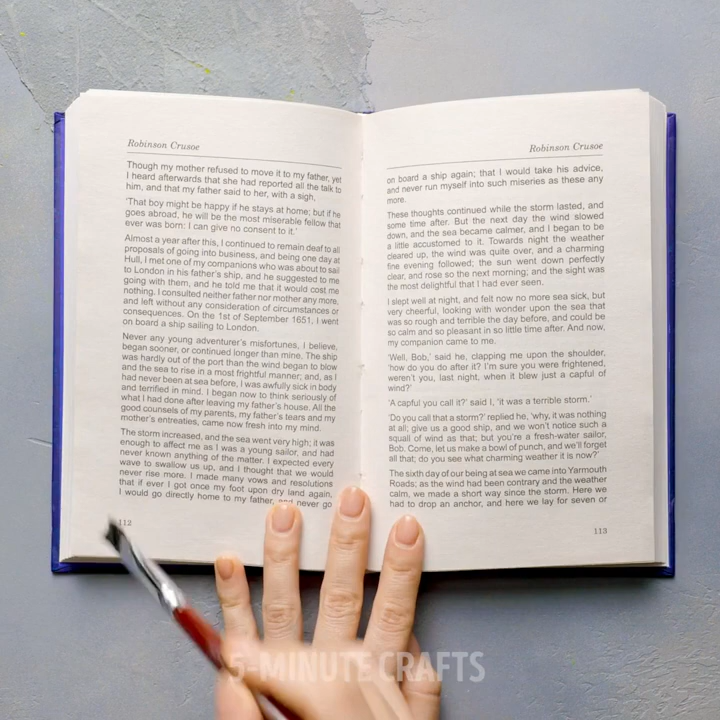 Robinson Crusoe
Though my mother refused to move it to my father, yet
I heard afterwards that she had reported all the talk to
him, and that my father said to her, with a sigh,
'That boy might be happy if he stays at home; but if he
goes abroad, he will be the most miserable fellow that
ever was born: I can give no consent to it.'
Almost a year after this, I continued to remain deaf to all
proposals of going into business, and being one day at
Hull, I met one of my companions who was about to sail
to London in his father's ship, and he suggested to me
going with them, and he told me that it would cost me
nothing. I consulted neither father nor mother any more,
and left without any consideration of circumstances or
consequences. On the 1st of September 1651, I went
on board a ship sailing to London.
Never any young adventurer's misfortunes, I believe,
began sooner, or continued longer than mine. The ship
was hardly out of the port than the wind began to blow
and the sea to rise in a most frightful manner; and, as I
had never been at sea before, I was awfully sick in body
and terrified in mind. I began now to think seriously of
what I had done after leaving my father's house. All the
good counsels of my parents, my father's tears and my
mother's entreaties, came now fresh into my mind.
The storm increased, and the sea went very high; it was
enough to affect me as I was a young sailor, and had
never known anything of the matter. I expected every
wave to swallow us up, and I thought that we would
never rise more. I made many vows and resolutions
that if ever I got once my foot upon dry land again,
I would go directly home to my father, and never go
112
Robinson Crusoe
on board a ship again; that I would take his advice,
and never run myself into such miseries as these any
more.
These thoughts continued while the storm lasted, and
some time after. But the next day the wind slowed
down, and the sea became calmer, and I began to be
a little accustomed to it. Towards night the weather
cleared up, the wind was quite over, and a charming
fine evening followed; the sun went down perfectly
clear, and rose so the next morning; and the sight was
the most delightful that I had ever seen.
I slept well at night, and felt now no more sea sick, but
very cheerful, looking with wonder upon the sea that
was so rough and terrible the day before, and could be
so calm and so pleasant in so little time after. And now,
my companion came to me.
'Well, Bob,' said he, clapping me upon the shoulder,
'how do you do after it? I'm sure you were frightened,
weren't you, last night, when it blew just a capful of
wind?'
'A capful you call it?' said I, 'it was a terrible storm.'
'Do you call that a storm?' replied he, 'why, it was nothing
at all; give us a good ship, and we won't notice such a
squall of wind as that; but you're a fresh-water sailor,
Bob. Come, let us make a bowl of punch, and we'll forget
all that; do you see what charming weather it is now?'
The sixth day of our being at sea we came into Yarmouth
Roads; as the wind had been contrary and the weather
calm, we made a short way since the storm. Here we
had to drop an anchor, and here we lay for seven or
113
5-MINUTE CRAFTS